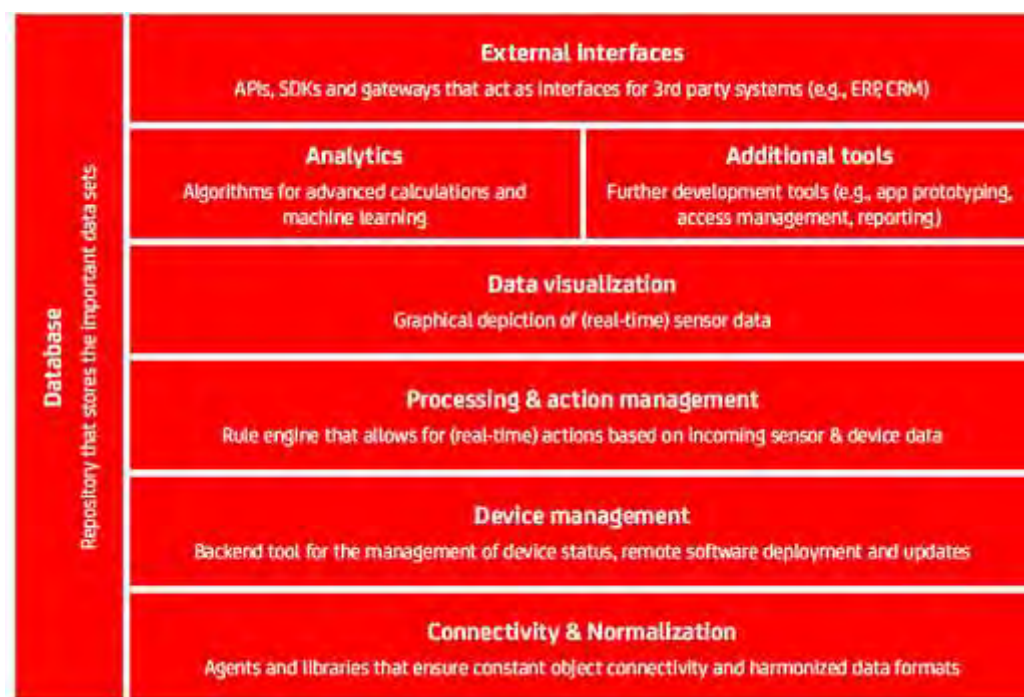 Database
Repository that stores the important data sets
External interfaces
APIs, SDKs and gateways that act as interfaces for 3rd party systems (e.g., ERP, CRM)
Analytics
Algorithms for advanced calculations and
machine learning
Additional tools
Further development tools (e.g., app prototyping,
access management, reporting)
Data visualization
Graphical depiction of (real-time) sensor data
Processing & action management
Rule engine that allows for (real-time) actions based on incoming sensor & device data
Device management
Backend tool for the management of device status, remote software deployment and updates
Connectivity & Normalization
Agents and libraries that ensure constant object connectivity and harmonized data formats